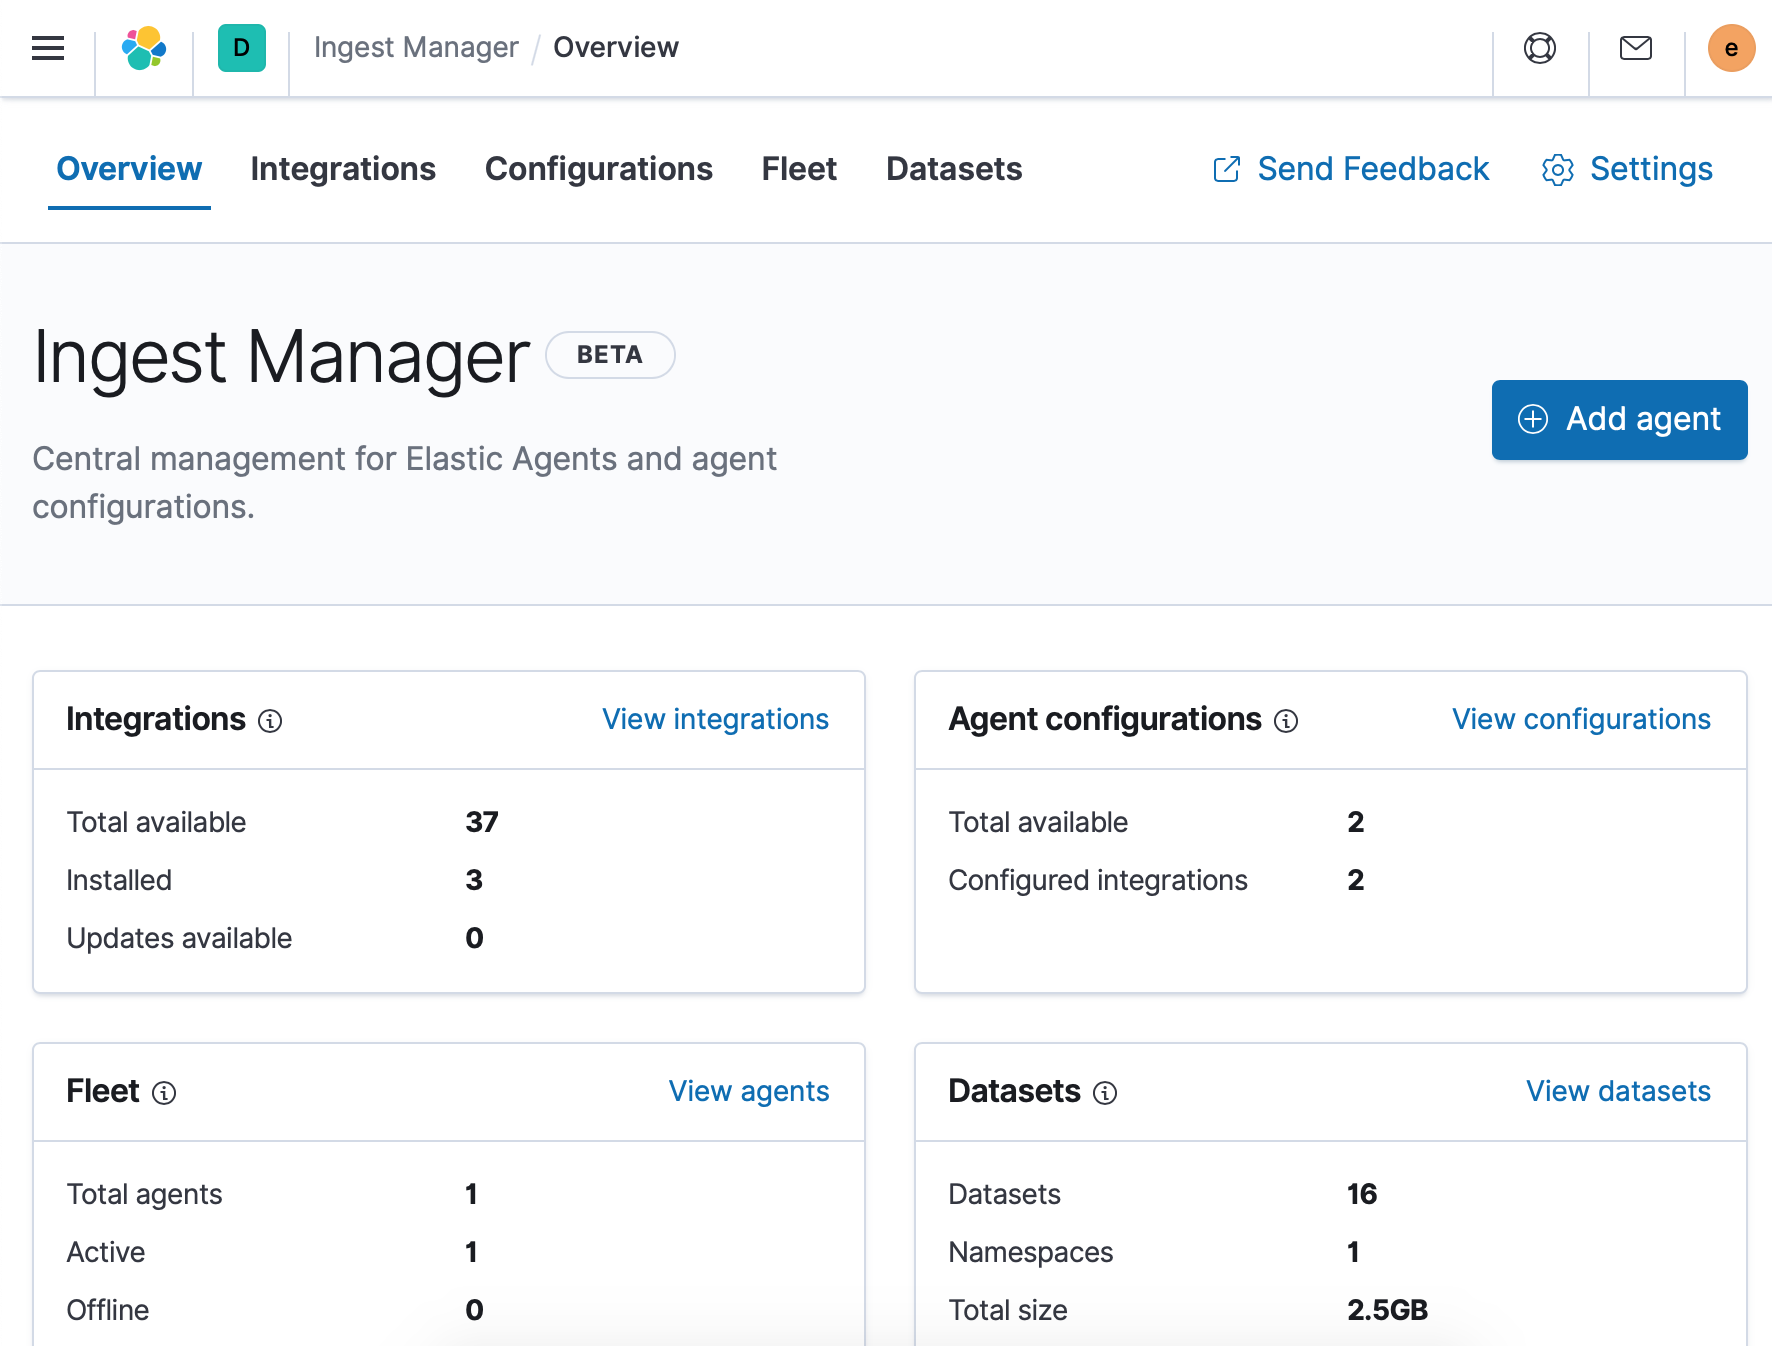 D
Ingest Manager / Overview
e
Overview Integrations Configurations Fleet Datasets Send Feedback Settings
Ingest Manager BETA
Add agent
Central management for Elastic Agents and agent
configurations.
Integrations View integrations
Total available 37
Installed 3
Updates available 0
Agent configurations View configurations
Total available 2
Configured integrations 2
Fleet View agents
Total agents 1
Active 1
Offline 0
Datasets View datasets
Datasets 16
Namespaces 1
Total size 2.5GB